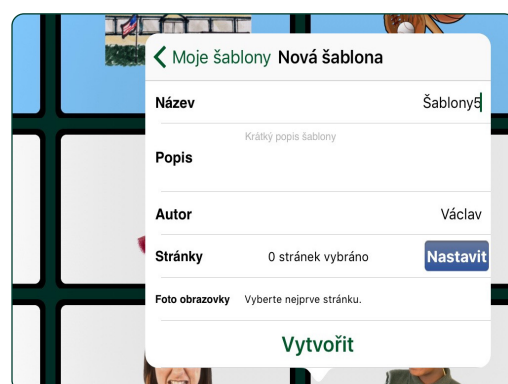 Moje šablony Nová šablona
Název Šablony5
Krátký popis šablony
Popis
Autor Václav
Stránky 0 stránek vybráno Nastavit
Foto obrazovky Vyberte nejprve stránku.
Vytvořit